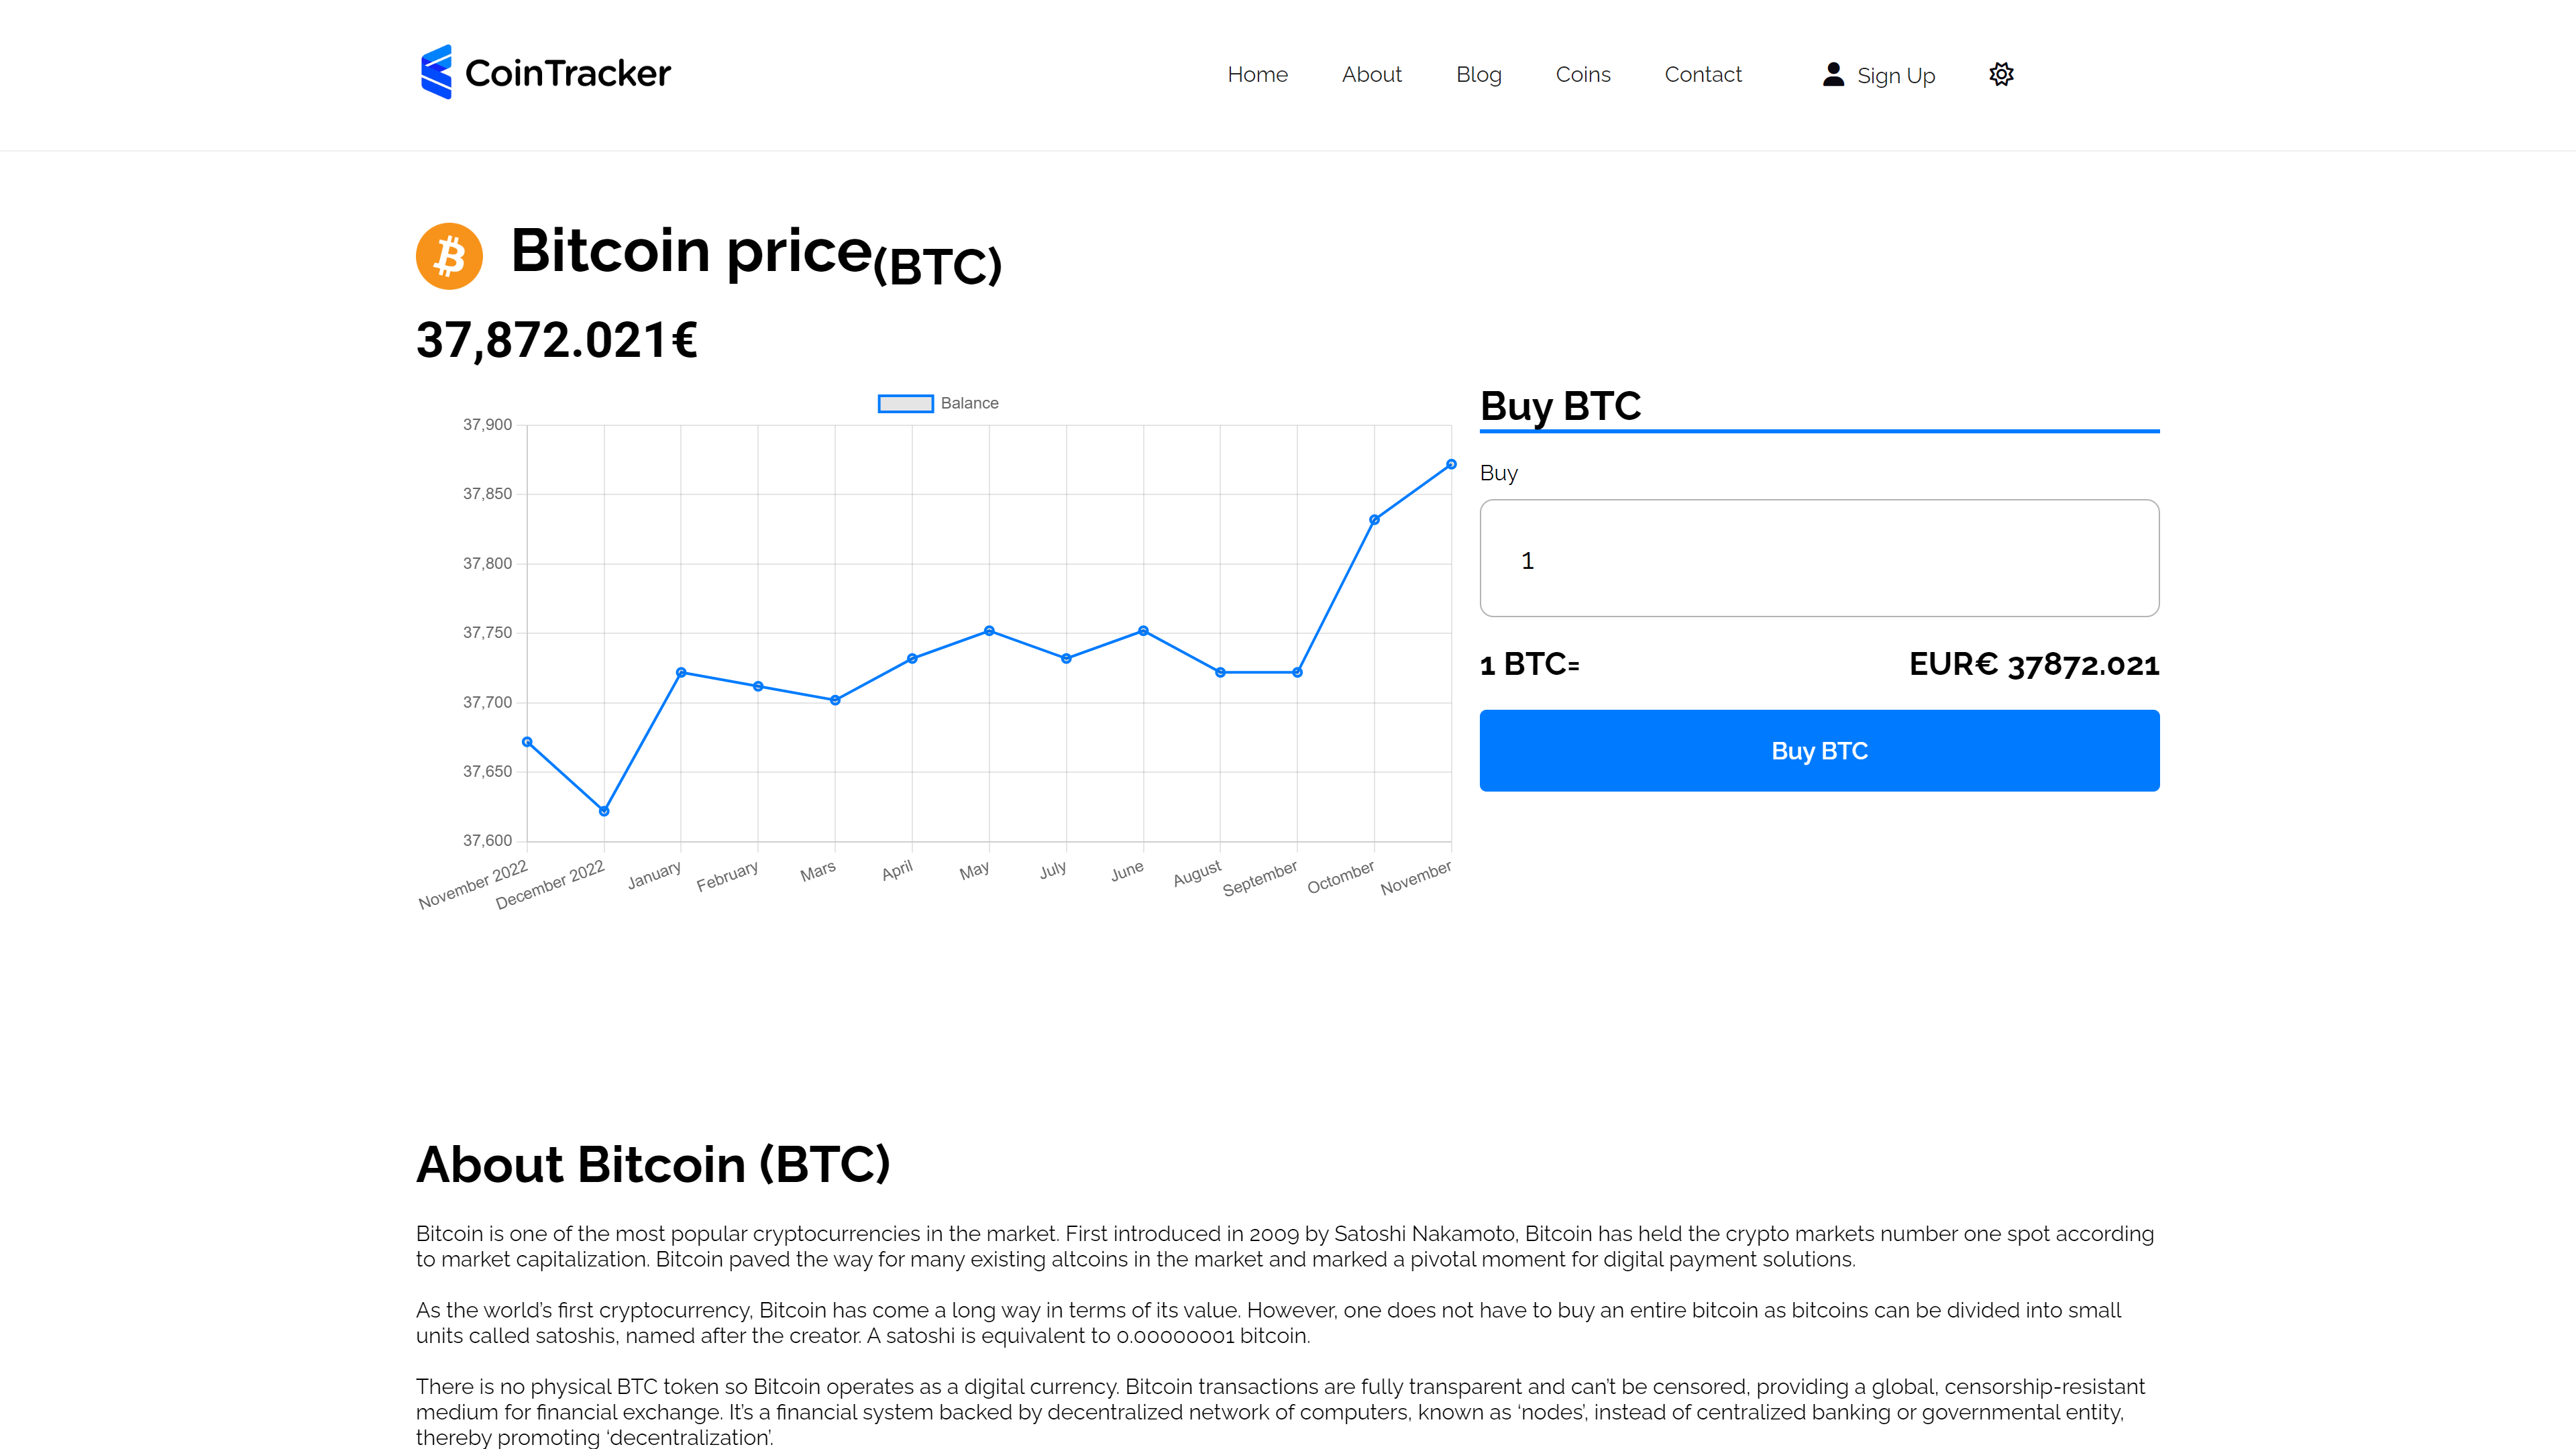 CoinTracker
Home About Blog Coins Contact Sign Up
Bitcoin price(BTC)
37,872.021€
Balance
37,900
37,850
37,800
37,750
37,700
37,650
37,600
November 2022 December 2022 January February Mars April May July June August September Octomber November
Buy BTC
Buy
1
1 BTC= EUR€ 37872.021
Buy BTC
About Bitcoin (BTC)
Bitcoin is one of the most popular cryptocurrencies in the market. First introduced in 2009 by Satoshi Nakamoto, Bitcoin has held the crypto markets number one spot according
to market capitalization. Bitcoin paved the way for many existing altcoins in the market and marked a pivotal moment for digital payment solutions.
As the world’s first cryptocurrency, Bitcoin has come a long way in terms of its value. However, one does not have to buy an entire bitcoin as bitcoins can be divided into small
units called satoshis, named after the creator. A satoshi is equivalent to 0.00000001 bitcoin.
There is no physical BTC token so Bitcoin operates as a digital currency. Bitcoin transactions are fully transparent and can’t be censored, providing a global, censorship-resistant
medium for financial exchange. It’s a financial system backed by decentralized network of computers, known as ‘nodes’, instead of centralized banking or governmental entity,
thereby promoting ‘decentralization’.